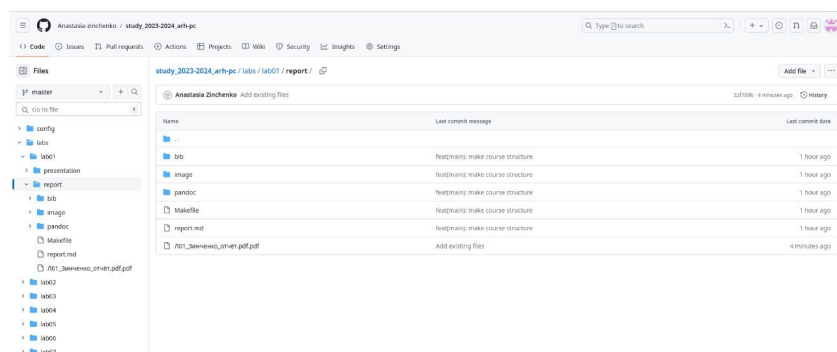 Anastasia-zinchenko / study_2023-2024_arh-pc
Type / to search
Code Issues Pull requests Actions Projects Wiki Security Insights Settings
Files
master
Go to file
t
config
labs
lab01
presentation
report
bib
image
pandoc
Makefile
report.md
Л01_Зинченко_отчёт.pdf.pdf
lab02
lab03
lab04
lab05
lab06
lab07
study_2023-2024_arh-pc / labs / lab01 / report /
Add file
Anastasia Zinchenko Add existing files
4 minutes ago History
Name Last commit message Last commit date
..
bib feat(main): make course structure 1 hour ago
image feat(main): make course structure 1 hour ago
pandoc feat(main): make course structure 1 hour ago
Makefile feat(main): make course structure 1 hour ago
report.md feat(main): make course structure 1 hour ago
Л01_Зинченко_отчёт.pdf.pdf Add existing files 4 minutes ago